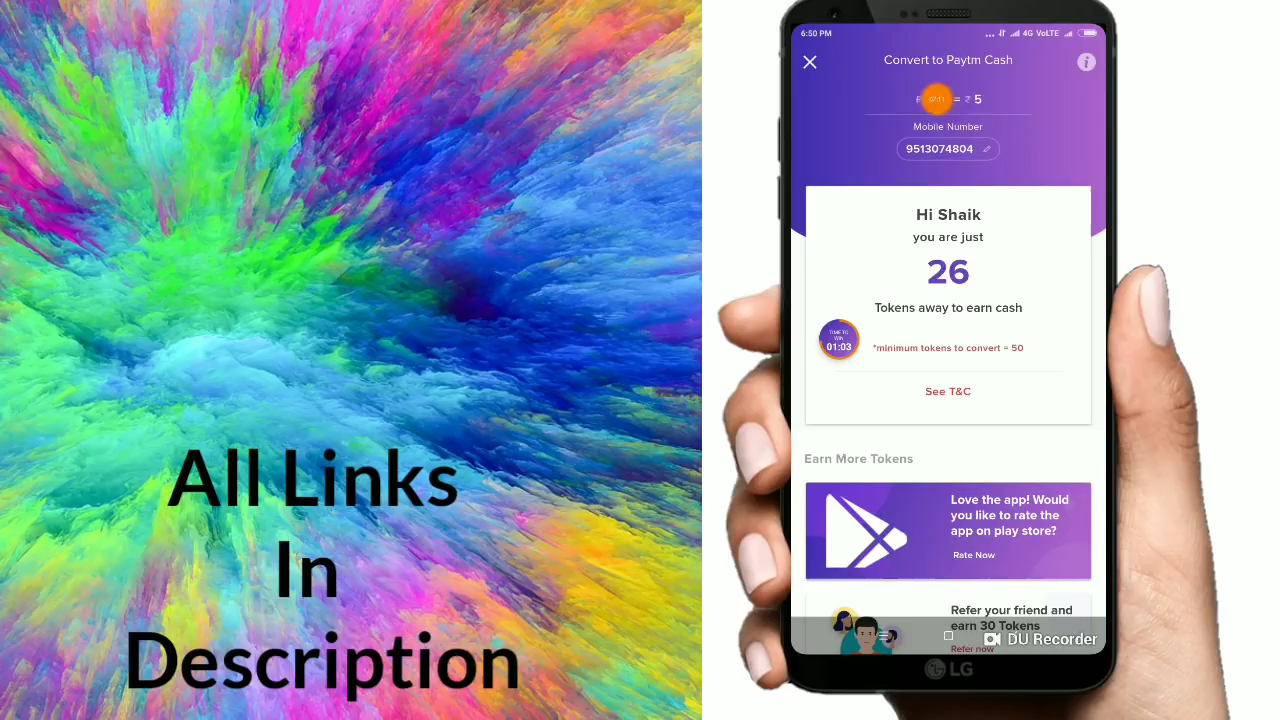 All Links
In
Description
6:50 PM
4G VoLTE
Convert to Paytm Cash
= ₹ 5
Mobile Number
9513074804
Hi Shaik
you are just
26
Tokens away to earn cash
TIME TO
WIN
01:03
*minimum tokens to convert = 50
See T&C
Earn More Tokens
Love the app! Would
you like to rate the
app on play store?
Rate Now
Refer your friend and
earn 30 Tokens
Refer now
DU Recorder
LG